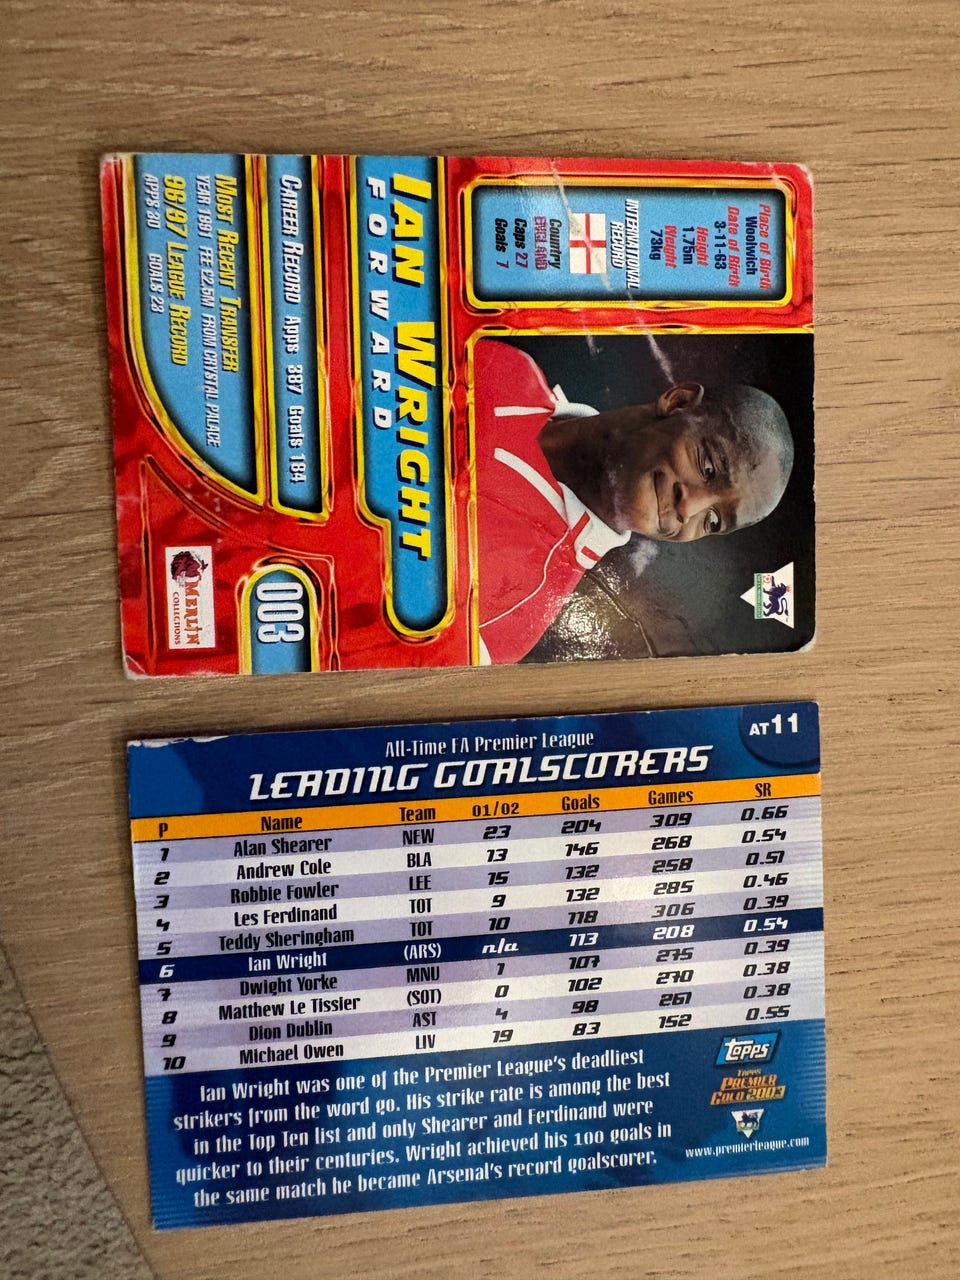 Place of Birth
Woolwich
Date of Birth
3-11-63
Height
1.75m
Weight
73kg
INTERNATIONAL
RECORD
Country
ENGLAND
Caps 27
Goals 7
IAN WRIGHT
FORWARD
CAREER RECORD Apps 387 Goals 184
MOST RECENT TRANSFER
YEAR 1991 FEE £2.5M FROM CRYSTAL PALACE
96/97 LEAGUE RECORD
APPS 30 GOALS 23
003
MERLIN
COLLECTIONS
AT11
All-Time FA Premier League
LEADING GOALSCORERS
P Name Team 01/02 Goals Games SR
1 Alan Shearer NEW 23 204 309 0.66
2 Andrew Cole BLA 13 146 268 0.54
3 Robbie Fowler LEE 15 132 258 0.51
4 Les Ferdinand TOT 9 132 285 0.46
5 Teddy Sheringham TOT 10 118 306 0.39
6 Ian Wright (ARS) n/a 113 208 0.54
7 Dwight Yorke MNU 1 107 275 0.39
8 Matthew Le Tissier (SOT) 0 102 270 0.38
9 Dion Dublin AST 4 98 261 0.38
10 Michael Owen LIV 19 83 152 0.55
Ian Wright was one of the Premier League's deadliest
strikers from the word go. His strike rate is among the best
in the Top Ten list and only Shearer and Ferdinand were
quicker to their centuries. Wright achieved his 100 goals in
the same match he became Arsenal's record goalscorer.
Topps
TOPPS
PREMIER
GOLD 2003
www.premierleague.com